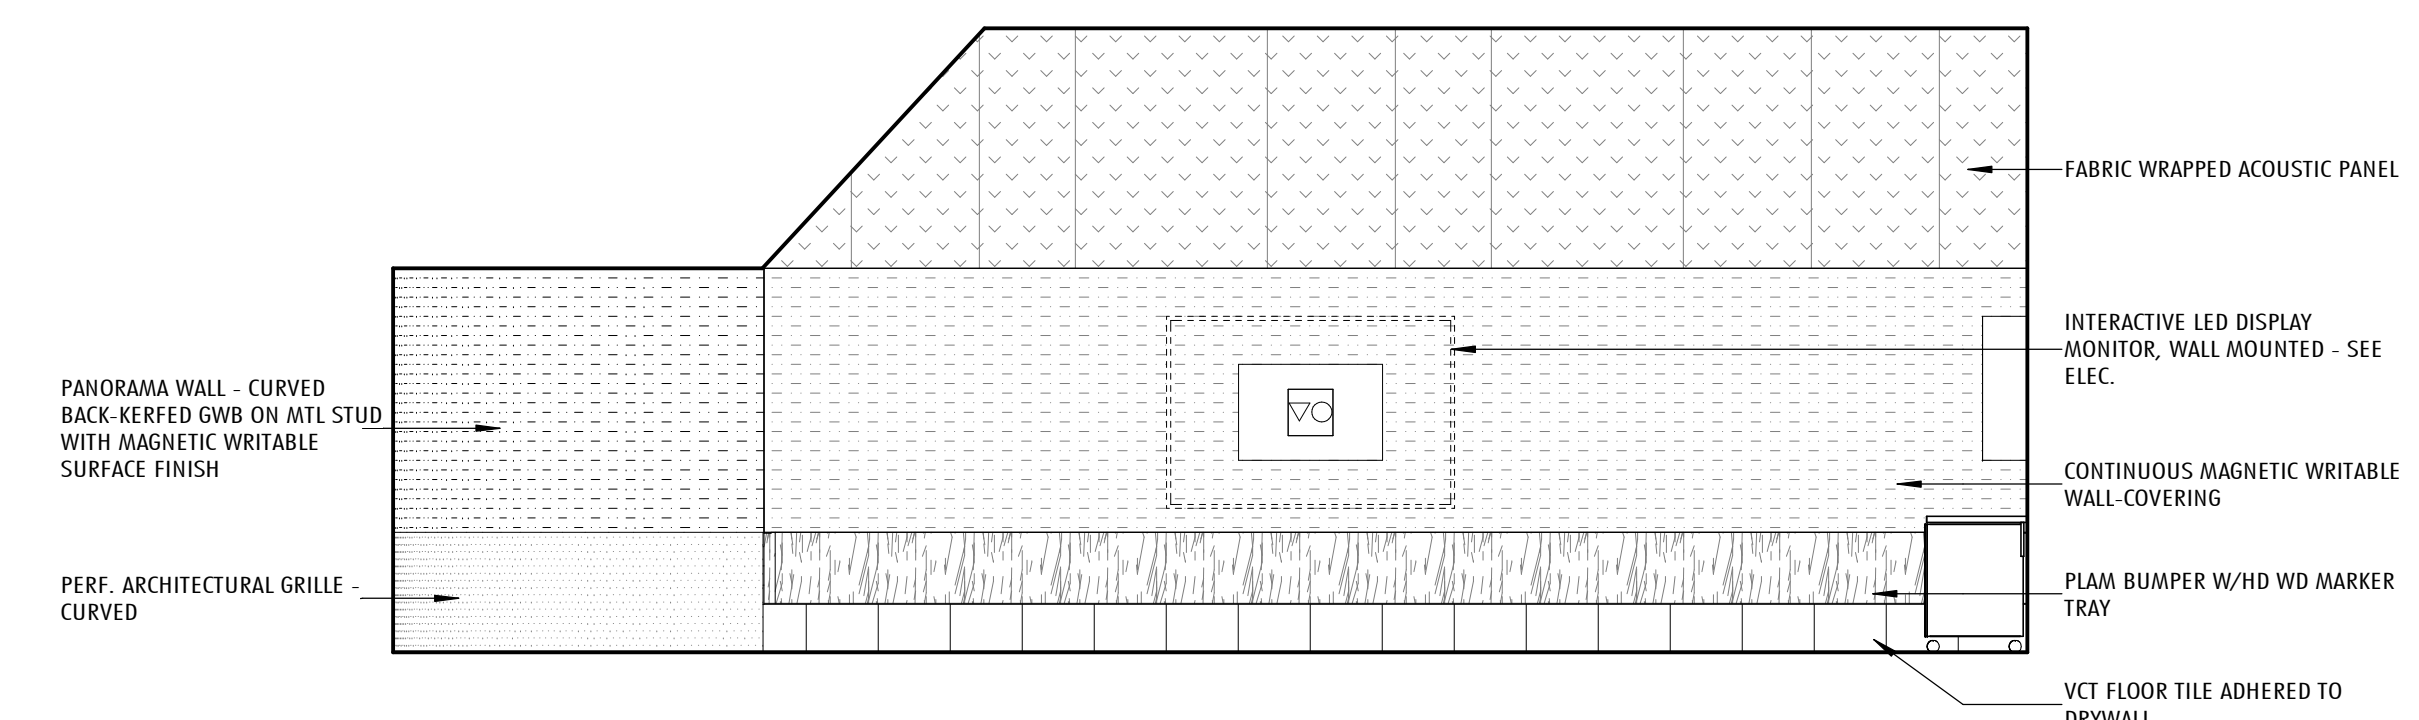 FABRIC WRAPPED ACOUSTIC PANEL
INTERACTIVE LED DISPLAY
MONITOR, WALL MOUNTED - SEE
ELEC.
PANORAMA WALL - CURVED
BACK-KERFED GWB ON MTL STUD
WITH MAGNETIC WRITABLE
SURFACE FINISH
CONTINUOUS MAGNETIC WRITABLE
WALL-COVERING
PERF. ARCHITECTURAL GRILLE -
CURVED
PLAM BUMPER W/HD WD MARKER
TRAY
VCT FLOOR TILE ADHERED TO
DRYWALL